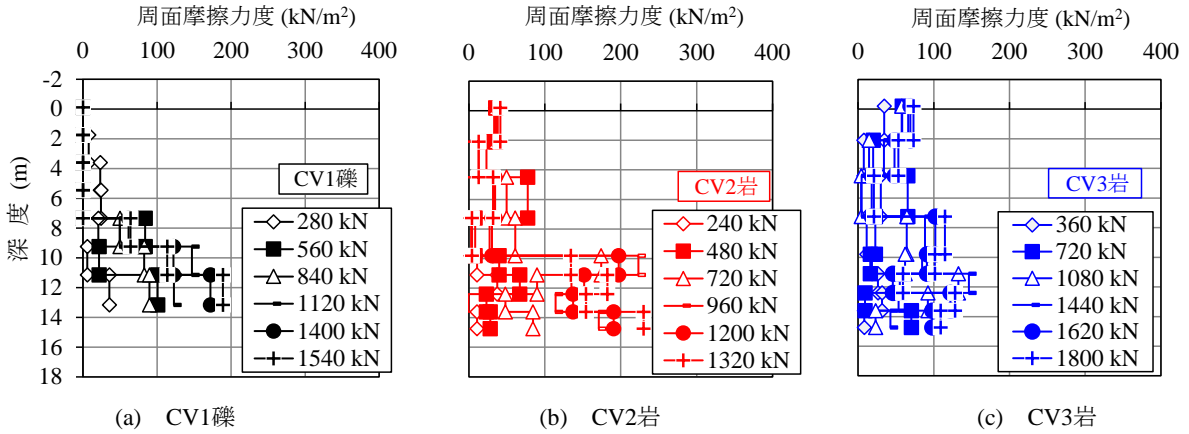 周面摩擦力度 (kN/m²)
0 100 200 300 400
-2
0
2
4
6
8
10
12
14
16
18
深 度 (m)
CV1礫
280 kN
560 kN
840 kN
1120 kN
1400 kN
1540 kN
(a) CV1礫
周面摩擦力度 (kN/m²)
0 100 200 300 400
CV2岩
240 kN
480 kN
720 kN
960 kN
1200 kN
1320 kN
(b) CV2岩
周面摩擦力度 (kN/m²)
0 100 200 300 400
CV3岩
360 kN
720 kN
1080 kN
1440 kN
1620 kN
1800 kN
(c) CV3岩